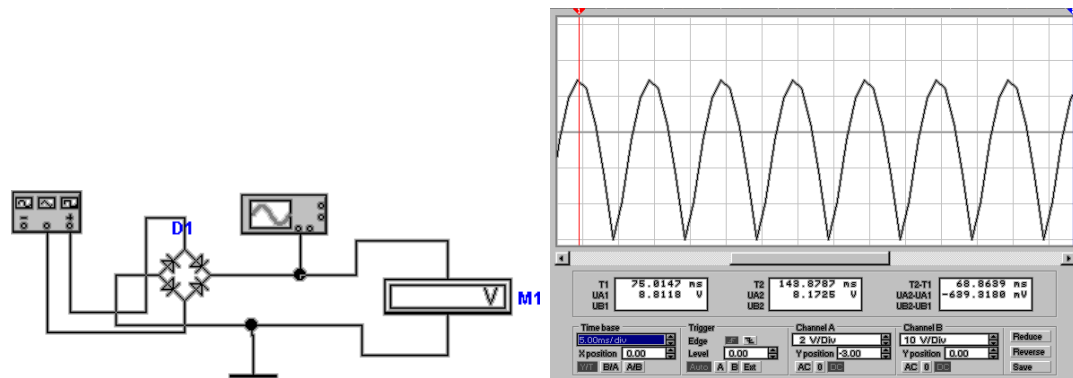 D1
V
M1
T1 75.0147 ms
UA1 8.8118 V
UB1
T2 143.8787 ms
UA2 8.1725 V
UB2
T2-T1 68.8639 ms
UA2-UA1 -639.3180 mV
UB2-UB1
Time base
5.00ms/div
X position 0.00
Y/T B/A A/B
Trigger
Edge
Level 0.00
Auto A B Ext
Channel A
2 V/Div
Y position -3.00
AC 0 DC
Channel B
10 V/Div
Y position 0.00
AC 0 DC
Reduce
Reverse
Save